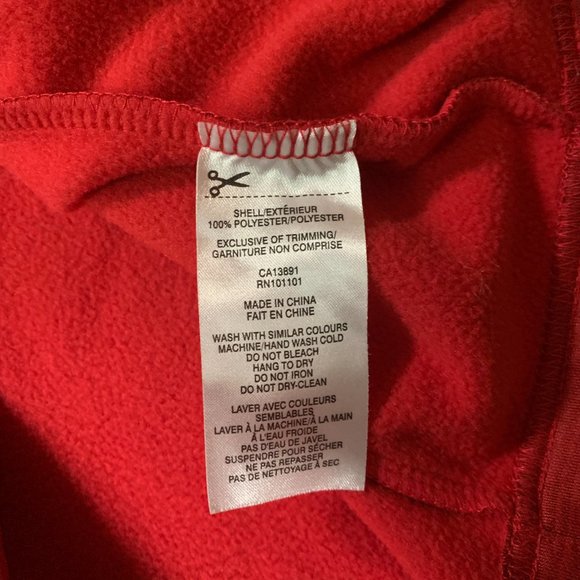 SHELL/EXTÉRIEUR
100% POLYESTER/POLYESTER
EXCLUSIVE OF TRIMMING/
GARNITURE NON COMPRISE
CA13891
RN101101
MADE IN CHINA
FAIT EN CHINE
WASH WITH SIMILAR COLOURS
MACHINE/HAND WASH COLD
DO NOT BLEACH
HANG TO DRY
DO NOT IRON
DO NOT DRY-CLEAN
LAVER AVEC COULEURS
SEMBLABLES
LAVER À LA MACHINE/À LA MAIN
À L'EAU FROIDE
PAS D'EAU DE JAVEL
SUSPENDRE POUR SÉCHER
NE PAS REPASSER
PAS DE NETTOYAGE À SEC